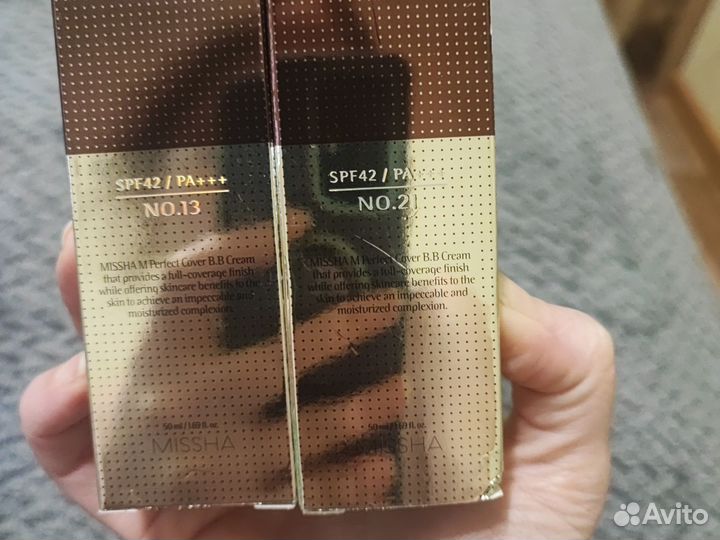 SPF42 / PA+++
NO.13
MISSHA M Perfect Cover B.B Cream
that provides a full-coverage finish
while offering skincare benefits to the
skin to achieve an impeccable and
moisturized complexion.
50 ml / 1.69 fl. oz.
MISSHA
SPF42 / PA+++
NO.21
MISSHA M Perfect Cover B.B Cream
that provides a full-coverage finish
while offering skincare benefits to the
skin to achieve an impeccable and
moisturized complexion.
50 ml / 1.69 fl. oz.
MISSHA
Avito